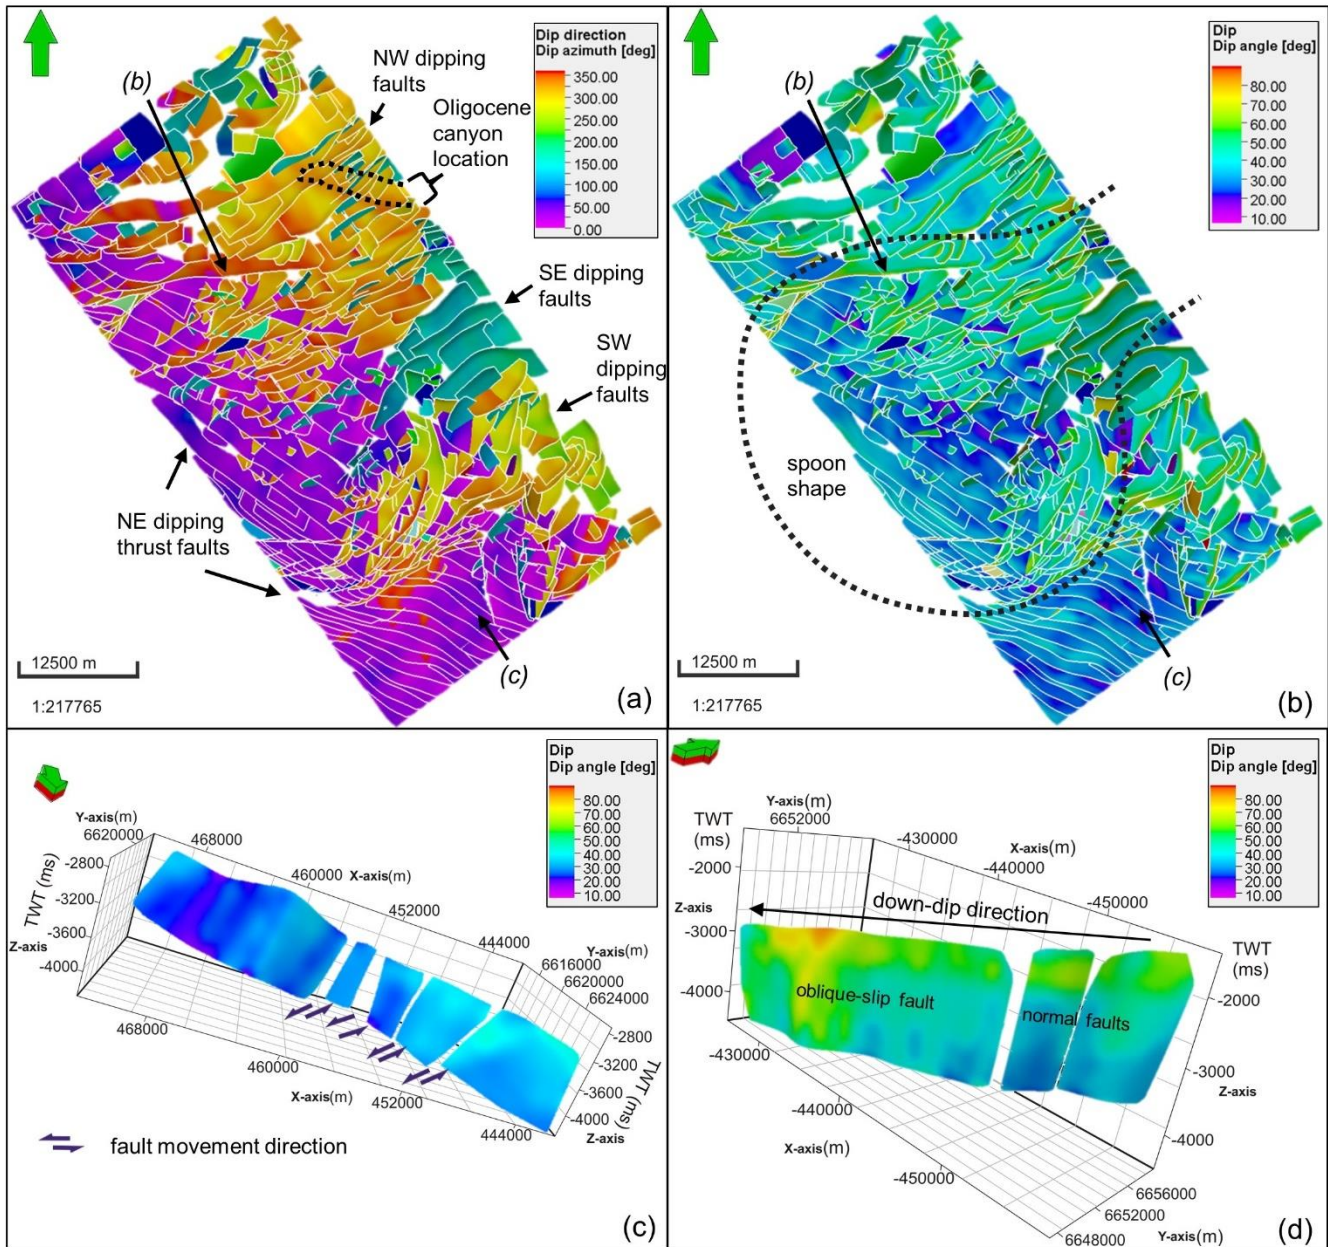 Dip direction
Dip azimuth [deg]
350.00
300.00
250.00
200.00
150.00
100.00
50.00
0.00
(b)
NW dipping
faults
Oligocene
canyon
location
SE dipping
faults
SW
dipping
faults
NE dipping
thrust faults
12500 m
1:217765
(c)
(a)
Dip
Dip angle [deg]
80.00
70.00
60.00
50.00
40.00
30.00
20.00
10.00
(b)
spoon
shape
12500 m
1:217765
(c)
(b)
Dip
Dip angle [deg]
80.00
70.00
60.00
50.00
40.00
30.00
20.00
10.00
Y-axis(m)
6620000
468000
460000
X-axis(m)
452000
444000
Y-axis(m)
6616000
6620000
6624000
TWT (ms)
-2800
-3200
-3600
-4000
Z-axis
468000
460000
X-axis(m)
452000
444000
-2800
-3200
-3600
-4000
TWT (ms)
Z-axis
fault movement direction
(c)
Dip
Dip angle [deg]
80.00
70.00
60.00
50.00
40.00
30.00
20.00
10.00
Y-axis(m)
6652000
TWT
(ms)
-2000
Z-axis
-3000
-4000
-430000
X-axis(m)
-440000
-450000
down-dip direction
oblique-slip fault
normal faults
TWT
(ms)
-2000
-3000
Z-axis
-4000
-430000
-440000
X-axis(m)
-450000
6656000
6652000
6648000
Y-axis(m)
(d)